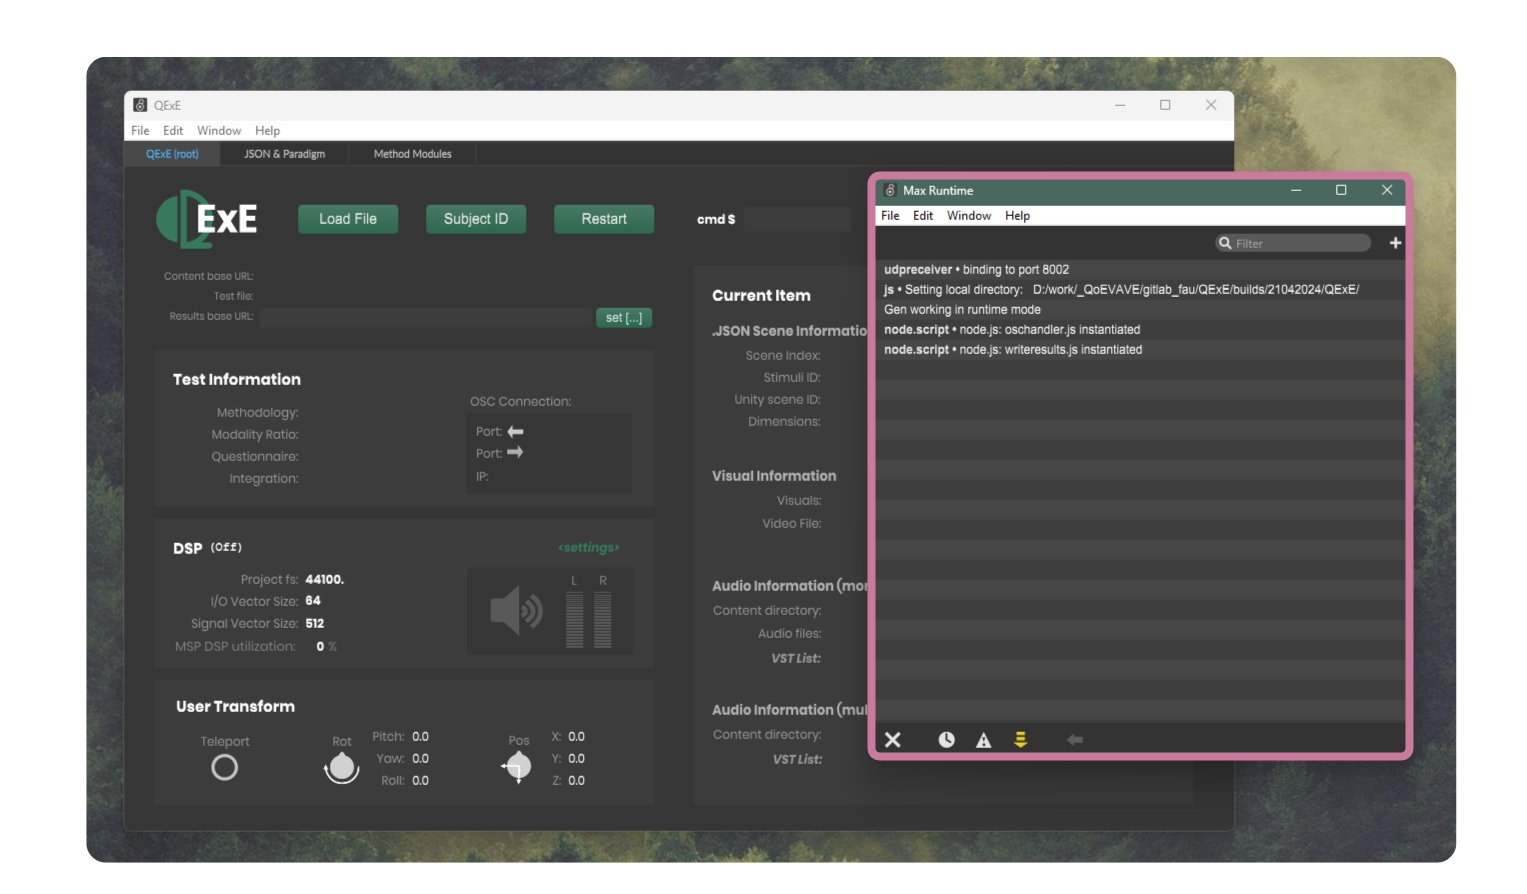 QExE
File Edit Window Help
QExE (root) JSON & Paradigm Method Modules
QExE
Load File Subject ID Restart cmd $
Content base URL:
Test file:
Results base URL: set [...]
Test Information
Methodology:
Modality Ratio:
Questionnaire:
Integration:
OSC Connection:
Port:
Port:
IP:
DSP (Off) <settings>
Project fs: 44100.
I/O Vector Size: 64
Signal Vector Size: 512
MSP DSP utilization: 0 %
L R
User Transform
Teleport
Rot
Pitch: 0.0
Yaw: 0.0
Roll: 0.0
Pos
X: 0.0
Y: 0.0
Z: 0.0
Current Item
.JSON Scene Informatio
Scene Index:
Stimuli ID:
Unity scene ID:
Dimensions:
Visual Information
Visuals:
Video File:
Audio Information (mo
Content directory:
Audio files:
VST List:
Audio Information (mul
Content directory:
VST List:
Max Runtime
File Edit Window Help
Filter
udpreceiver • binding to port 8002
js • Setting local directory: D:/work/_QoEVAVE/gitlab_fau/QExE/builds/21042024/QExE/
Gen working in runtime mode
node.script • node.js: oschandler.js instantiated
node.script • node.js: writeresults.js instantiated